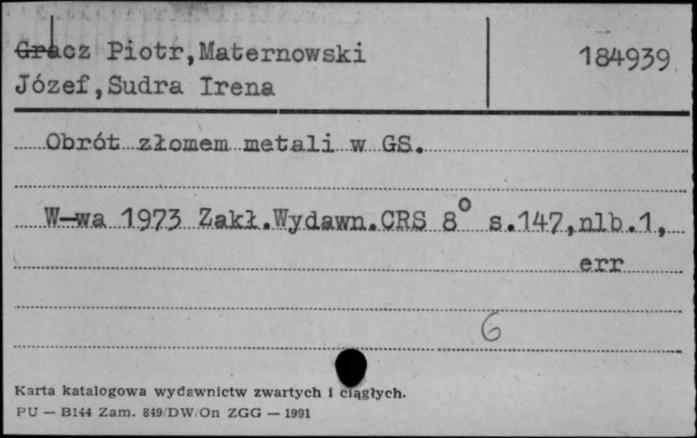 Gracz Piotr,Maternowski
Józef,Sudra Irena
184939
Obrót złomem metali w GS.
W-wa 1973 Zakł.Wydawn.CRS 8° s.147,nlb.1,
err
6
Karta katalogowa wydawnictw zwartych i ciągłych.
PU — B144 Zam. 849/DW/On ZGG — 1991